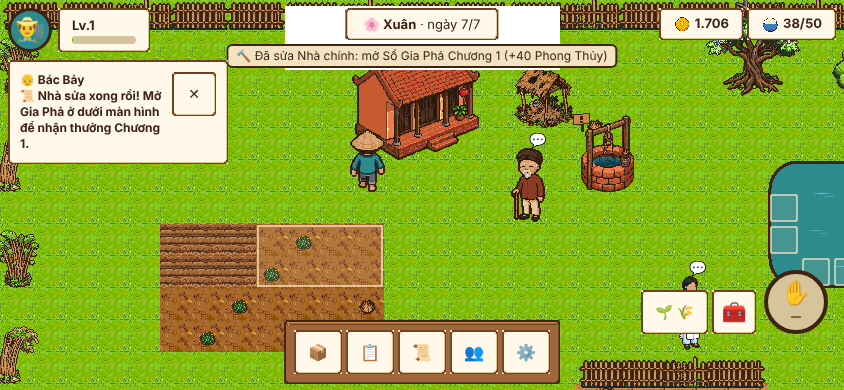 Lv.1
🌸 Xuân · ngày 7/7
1.706
38/50
🔨 Đã sửa Nhà chính: mở Sổ Gia Phả Chương 1 (+40 Phong Thủy)
👴 Bác Bảy
📜 Nhà sửa xong rồi! Mở
Gia Phả ở dưới màn hình
để nhận thưởng Chương
1.
✕